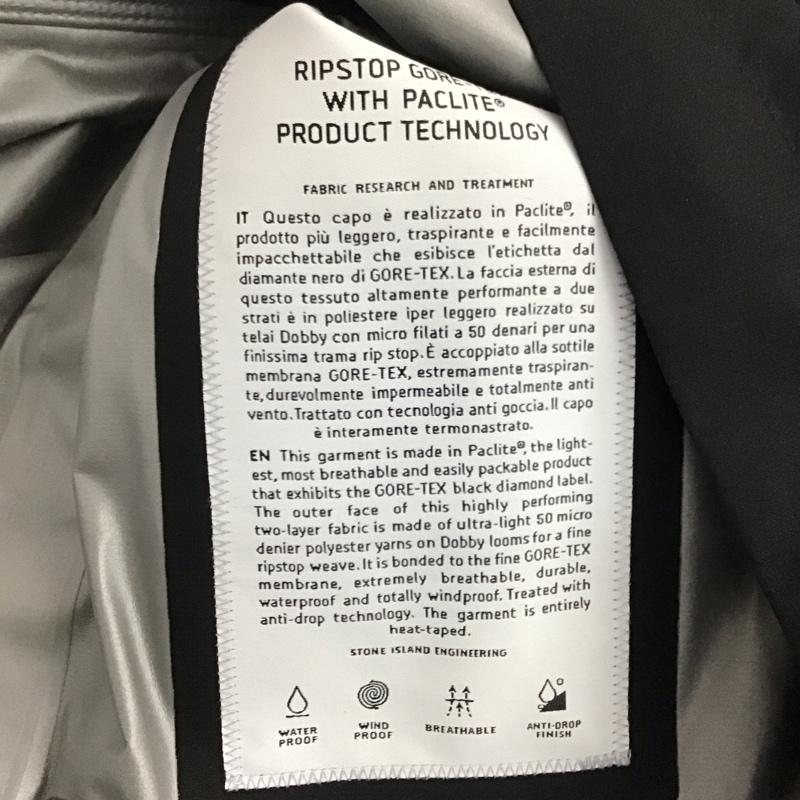 RIPSTOP GORE-
WITH PACLITE®
PRODUCT TECHNOLOGY
FABRIC RESEARCH AND TREATMENT
IT Questo capo è realizzato in Paclite®, il
prodotto più leggero, traspirante e facilmente
impacchettabile che esibisce l'etichetta dal
diamante nero di GORE-TEX. La faccia esterna di
questo tessuto altamente performante a due
strati è in poliestere iper leggero realizzato su
telai Dobby con micro filati a 50 denari per una
finissima trama rip stop. È accoppiato alla sottile
membrana GORE-TEX, estremamente traspiran-
te, durevolmente impermeabile e totalmente anti
vento. Trattato con tecnologia anti goccia. Il capo
è interamente termonastrato.
EN This garment is made in Paclite®, the light-
est, most breathable and easily packable product
that exhibits the GORE-TEX black diamond label.
The outer face of this highly performing
two-layer fabric is made of ultra-light 50 micro
denier polyester yarns on Dobby looms for a fine
ripstop weave. It is bonded to the fine GORE-TEX
membrane, extremely breathable, durable,
waterproof and totally windproof. Treated with
anti-drop technology. The garment is entirely
heat-taped.
STONE ISLAND ENGINEERING
WATER PROOF
WIND PROOF
BREATHABLE
ANTI-DROP FINISH